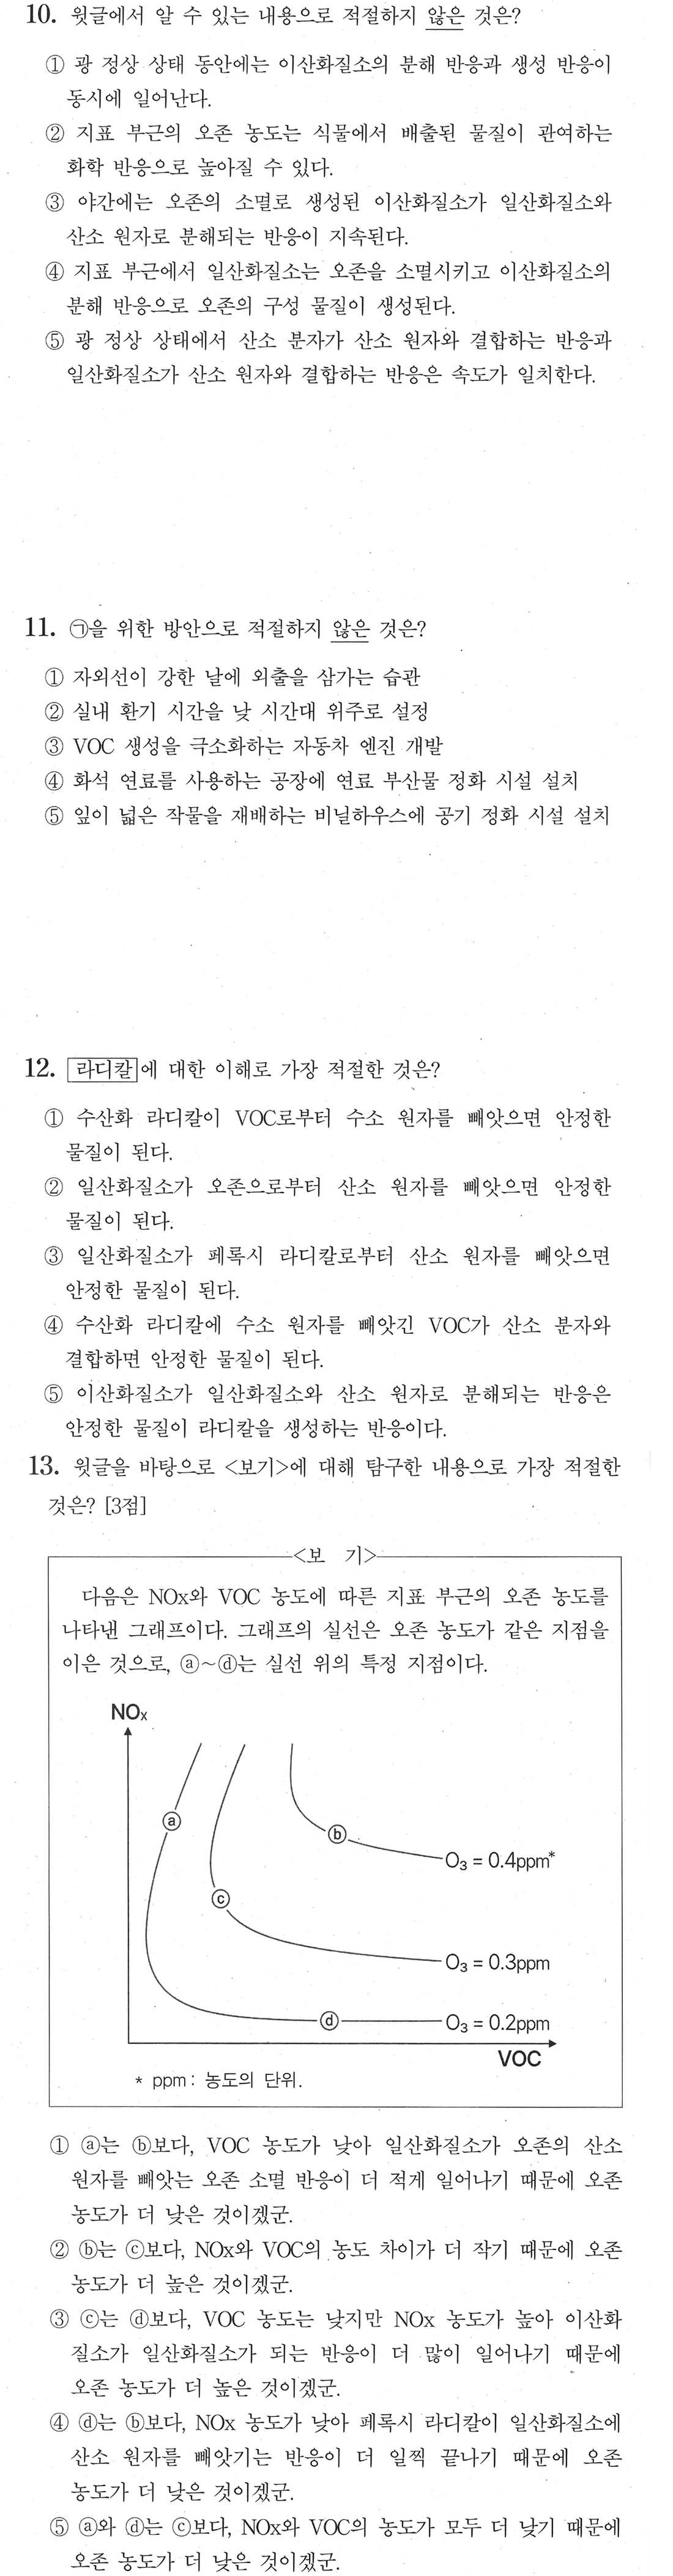 10. 윗글에서 알 수 있는 내용으로 적절하지 않은 것은?
① 광 정상 상태 동안에는 이산화질소의 분해 반응과 생성 반응이
동시에 일어난다.
② 지표 부근의 오존 농도는 식물에서 배출된 물질이 관여하는
화학 반응으로 높아질 수 있다.
③ 야간에는 오존의 소멸로 생성된 이산화질소가 일산화질소와
산소 원자로 분해되는 반응이 지속된다.
④ 지표 부근에서 일산화질소는 오존을 소멸시키고 이산화질소의
분해 반응으로 오존의 구성 물질이 생성된다.
⑤ 광 정상 상태에서 산소 분자가 산소 원자와 결합하는 반응과
일산화질소가 산소 원자와 결합하는 반응은 속도가 일치한다.
11. ㉠을 위한 방안으로 적절하지 않은 것은?
① 자외선이 강한 날에 외출을 삼가는 습관
② 실내 환기 시간을 낮 시간대 위주로 설정
③ VOC 생성을 극소화하는 자동차 엔진 개발
④ 화석 연료를 사용하는 공장에 연료 부산물 정화 시설 설치
⑤ 잎이 넓은 작물을 재배하는 비닐하우스에 공기 정화 시설 설치
12. 라디칼에 대한 이해로 가장 적절한 것은?
① 수산화 라디칼이 VOC로부터 수소 원자를 빼앗으면 안정한
물질이 된다.
② 일산화질소가 오존으로부터 산소 원자를 빼앗으면 안정한
물질이 된다.
③ 일산화질소가 페록시 라디칼로부터 산소 원자를 빼앗으면
안정한 물질이 된다.
④ 수산화 라디칼에 수소 원자를 빼앗긴 VOC가 산소 분자와
결합하면 안정한 물질이 된다.
⑤ 이산화질소가 일산화질소와 산소 원자로 분해되는 반응은
안정한 물질이 라디칼을 생성하는 반응이다.
13. 윗글을 바탕으로 <보기>에 대해 탐구한 내용으로 가장 적절한
것은? [3점]
<보 기>
다음은 NOx와 VOC 농도에 따른 지표 부근의 오존 농도를
나타낸 그래프이다. 그래프의 실선은 오존 농도가 같은 지점을
이은 것으로, ⓐ~ⓓ는 실선 위의 특정 지점이다.
NOx
ⓐ
ⓑ
O₃ = 0.4ppm*
ⓒ
O₃ = 0.3ppm
ⓓ
O₃ = 0.2ppm
VOC
* ppm : 농도의 단위.
① ⓐ는 ⓑ보다, VOC 농도가 낮아 일산화질소가 오존의 산소
원자를 빼앗는 오존 소멸 반응이 더 적게 일어나기 때문에 오존
농도가 더 낮은 것이겠군.
② ⓑ는 ⓒ보다, NOx와 VOC의 농도 차이가 더 작기 때문에 오존
농도가 더 높은 것이겠군.
③ ⓒ는 ⓓ보다, VOC 농도는 낮지만 NOx 농도가 높아 이산화
질소가 일산화질소가 되는 반응이 더 많이 일어나기 때문에
오존 농도가 더 높은 것이겠군.
④ ⓓ는 ⓑ보다, NOx 농도가 낮아 페록시 라디칼이 일산화질소에
산소 원자를 빼앗기는 반응이 더 일찍 끝나기 때문에 오존
농도가 더 낮은 것이겠군.
⑤ ⓐ와 ⓓ는 ⓒ보다, NOx와 VOC의 농도가 모두 더 낮기 때문에
오존 농도가 더 낮은 것이겠군.